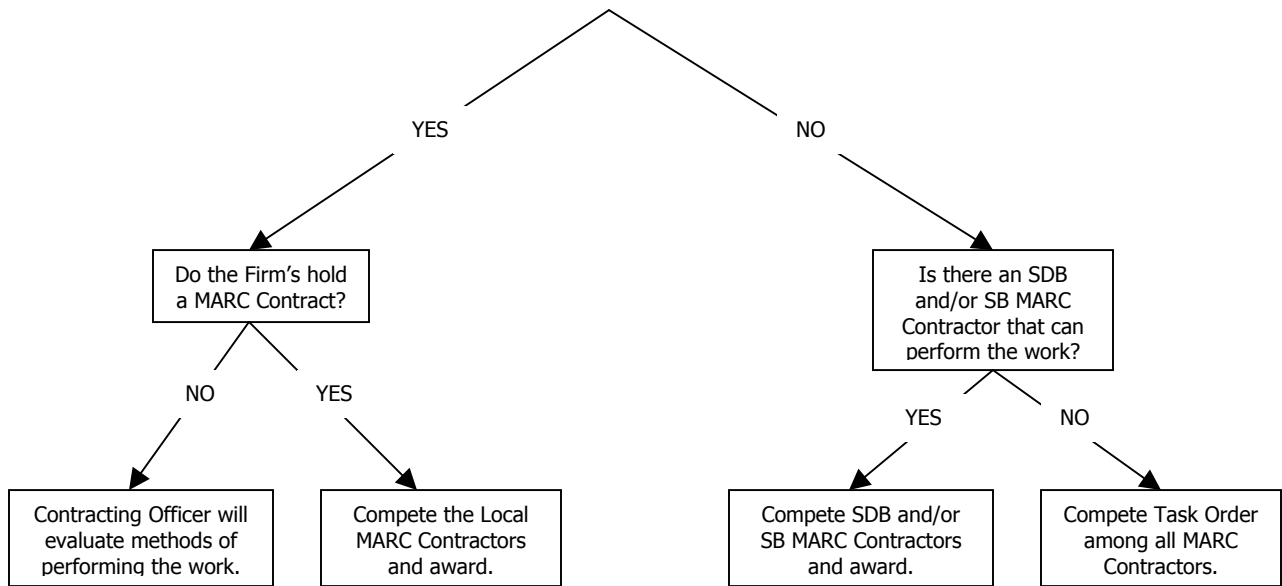 YES
NO
Do the Firm's hold
a MARC Contract?
Is there an SDB
and/or SB MARC
Contractor that can
perform the work?
NO
YES
YES
NO
Contracting Officer will
evaluate methods of
performing the work.
Compete the Local
MARC Contractors
and award.
Compete SDB and/or
SB MARC Contractors
and award.
Compete Task Order
among all MARC
Contractors.